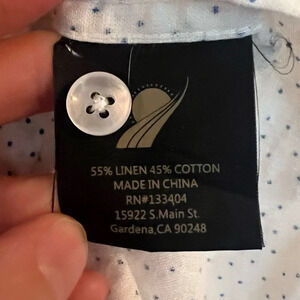 55% LINEN 45% COTTON
MADE IN CHINA
RN#133404
15922 S.Main St.
Gardena,CA 90248